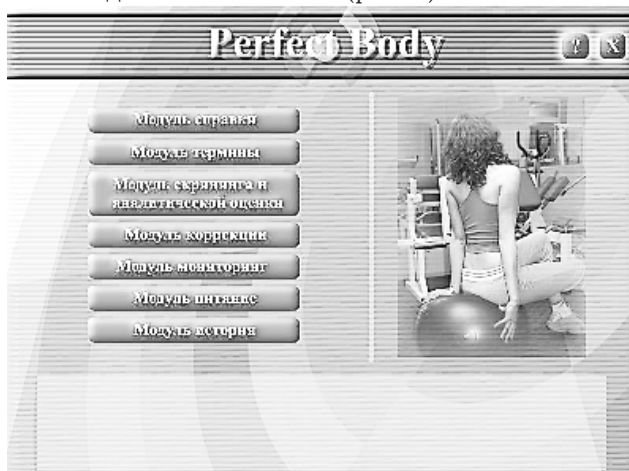 Perfect Body
? X
Модуль справки
Модуль термины
Модуль скрининга и
аналитической оценки
Модуль коррекции
Модуль мониторинг
Модуль питание
Модуль история